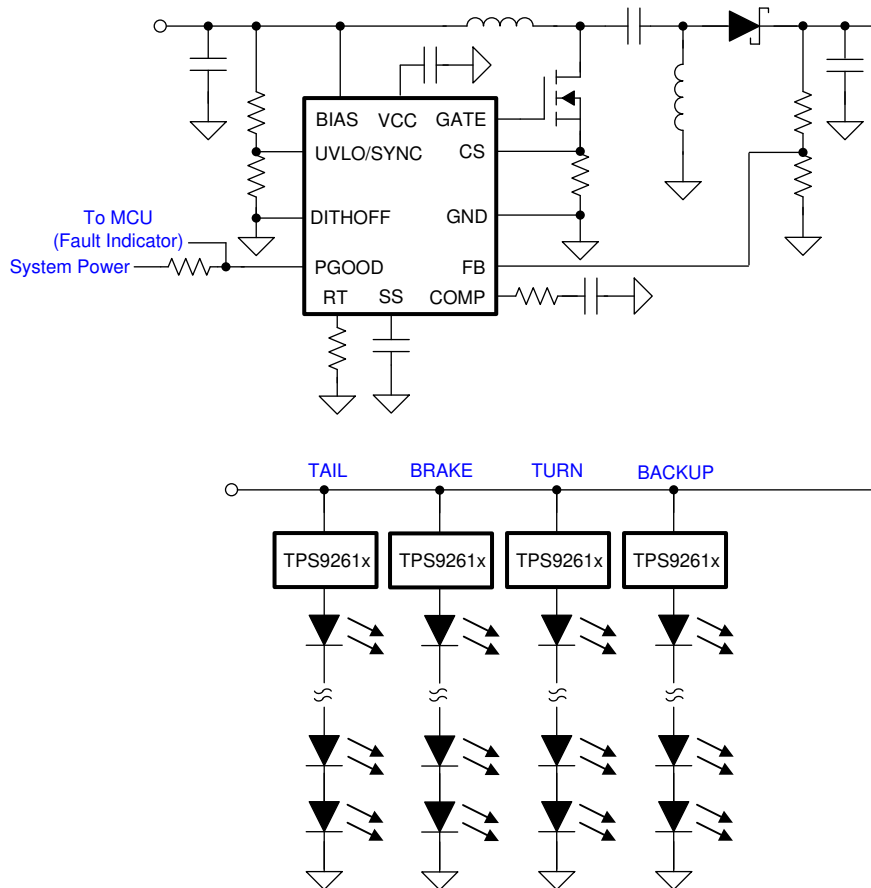 BIAS VCC GATE
UVLO/SYNC CS
DITHOFF GND
To MCU
(Fault Indicator)
System Power
PGOOD FB
RT SS COMP
TAIL BRAKE TURN BACKUP
TPS9261x TPS9261x TPS9261x TPS9261x